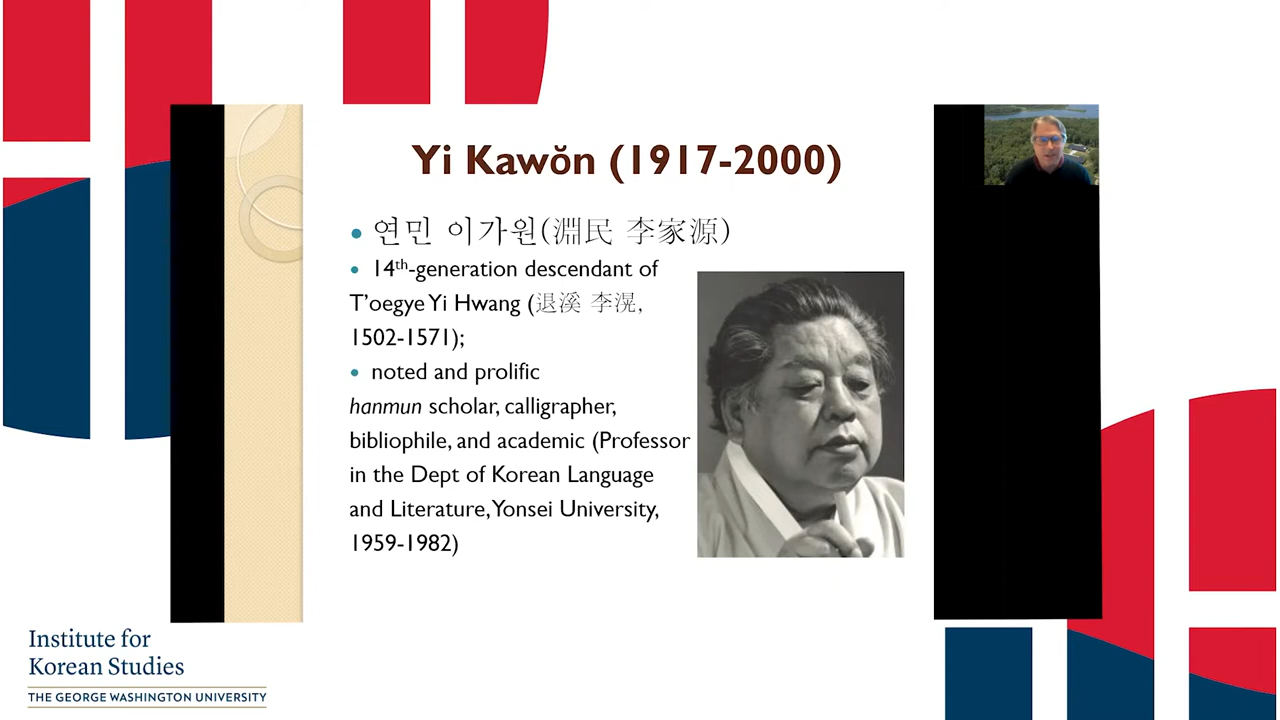 Yi Kawŏn (1917-2000)
• 연민 이가원(淵民 李家源)
• 14th-generation descendant of
T’oegye Yi Hwang (退溪 李滉,
1502-1571);
• noted and prolific
hanmun scholar, calligrapher,
bibliophile, and academic (Professor
in the Dept of Korean Language
and Literature, Yonsei University,
1959-1982)
Institute for
Korean Studies
THE GEORGE WASHINGTON UNIVERSITY